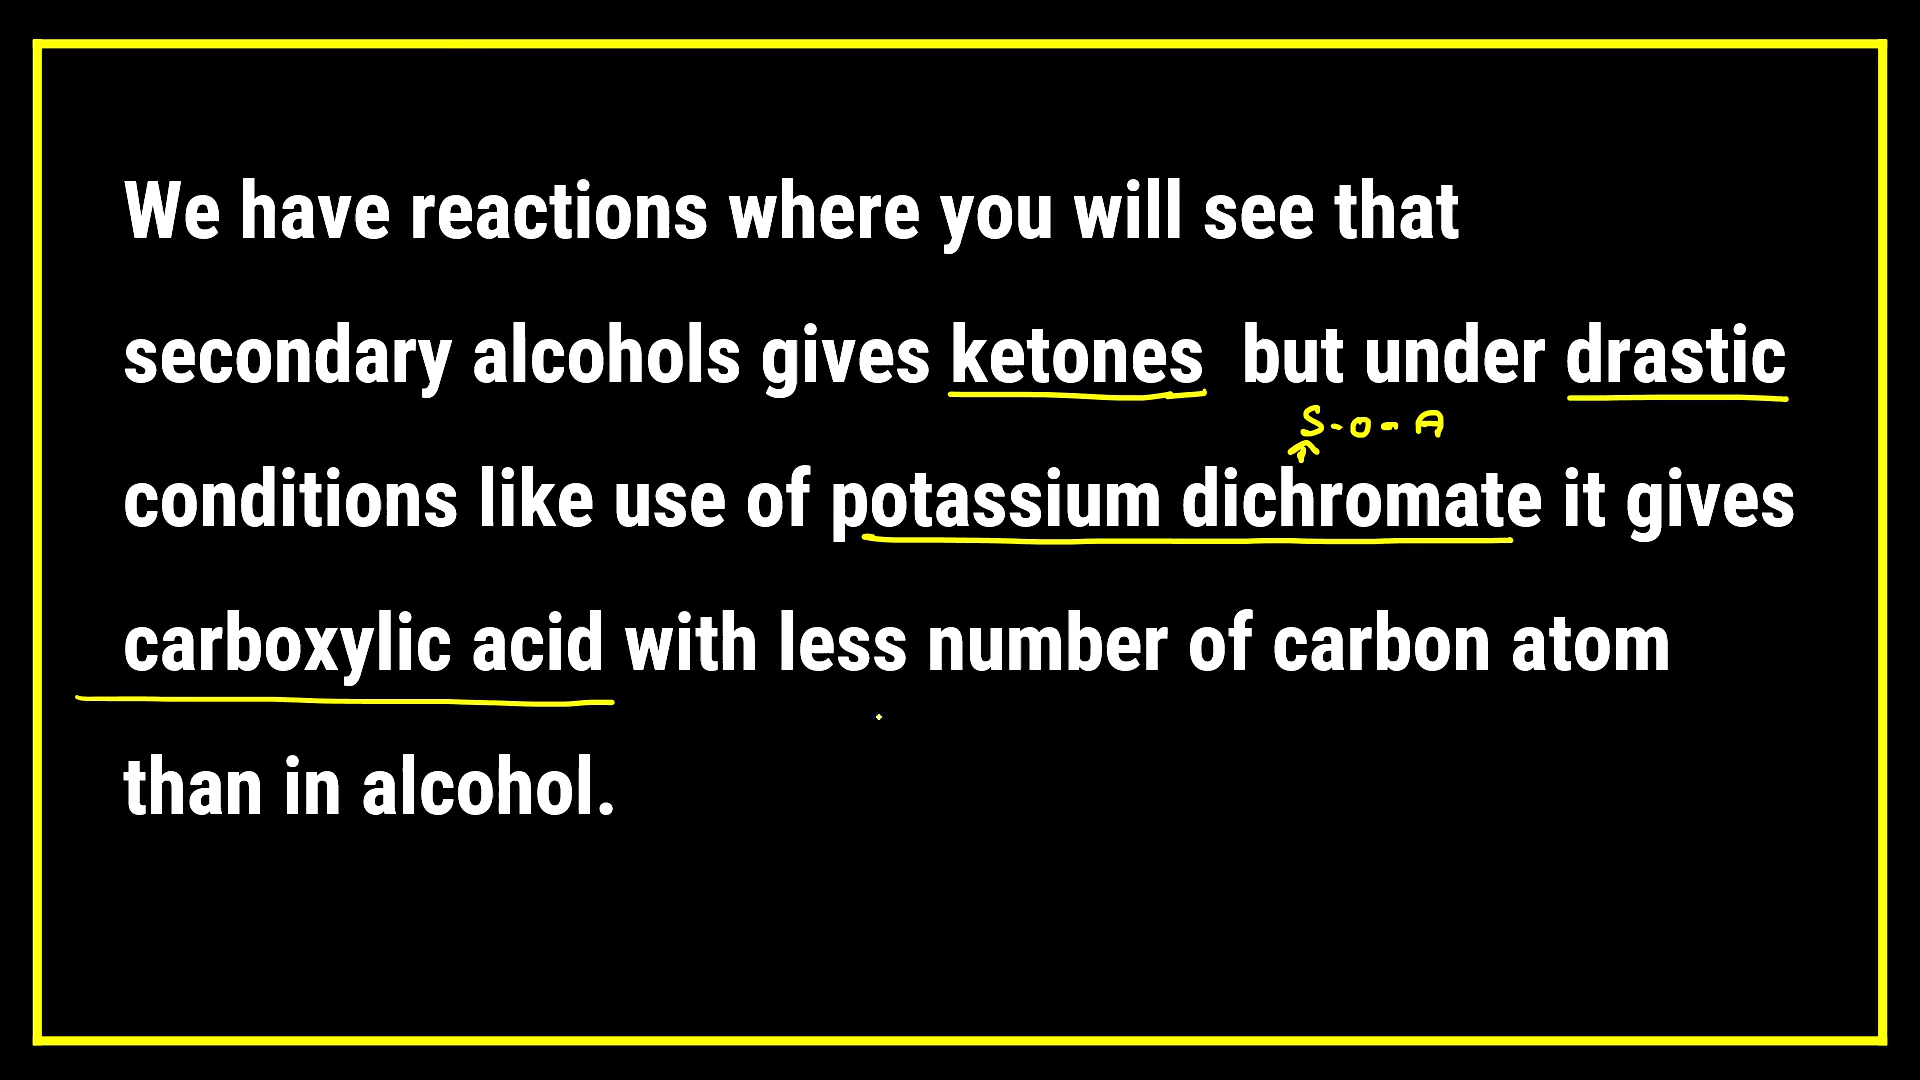 We have reactions where you will see that
secondary alcohols gives ketones but under drastic
S-O-A
conditions like use of potassium dichromate it gives
carboxylic acid with less number of carbon atom
than in alcohol.